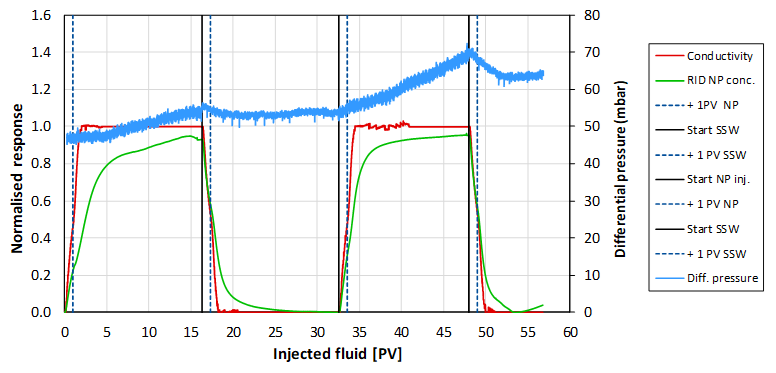 1.6
1.4
1.2
1.0
0.8
0.6
0.4
0.2
0.0
Normalised response
80
70
60
50
40
30
20
10
0
Differential pressure (mbar)
0 5 10 15 20 25 30 35 40 45 50 55 60
Injected fluid [PV]
Conductivity
RID NP conc.
+ 1PV NP
Start SSW
+ 1 PV SSW
Start NP inj.
+ 1 PV NP
Start SSW
+ 1 PV SSW
Diff. pressure